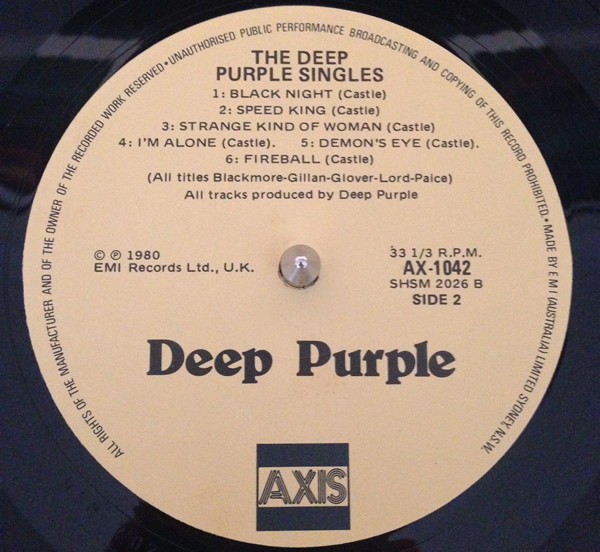 THE DEEP
PURPLE SINGLES
1: BLACK NIGHT (Castle)
2: SPEED KING (Castle)
3: STRANGE KIND OF WOMAN (Castle)
4: I'M ALONE (Castle). 5: DEMON'S EYE (Castle).
6: FIREBALL (Castle)
(All titles Blackmore-Gillan-Glover-Lord-Paice)
All tracks produced by Deep Purple
© ℗ 1980
EMI Records Ltd., U.K.
33 1/3 R.P.M.
AX-1042
SHSM 2026 B
SIDE 2
Deep Purple
AXIS
ALL RIGHTS OF THE MANUFACTURER AND OF THE OWNER OF THE RECORDED WORK RESERVED • UNAUTHORISED PUBLIC PERFORMANCE BROADCASTING AND COPYING OF THIS RECORD PROHIBITED. • MADE BY E M I (AUSTRALIA) LIMITED SYDNEY, N.S.W.